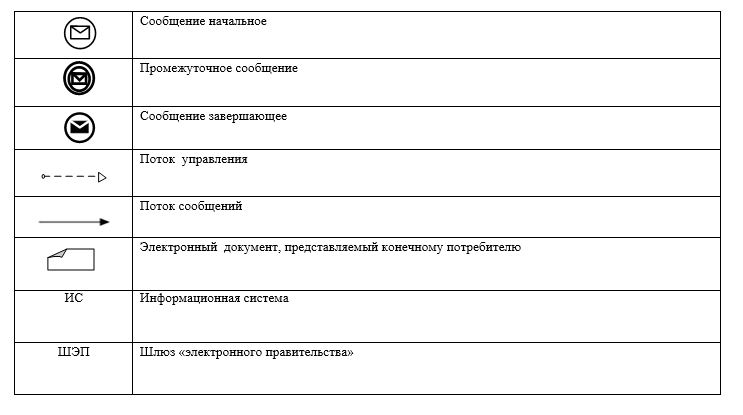 Сообщение начальное
Промежуточное сообщение
Сообщение завершающее
Поток управления
Поток сообщений
Электронный документ, представляемый конечному потребителю
ИС Информационная система
ШЭП Шлюз «электронного правительства»